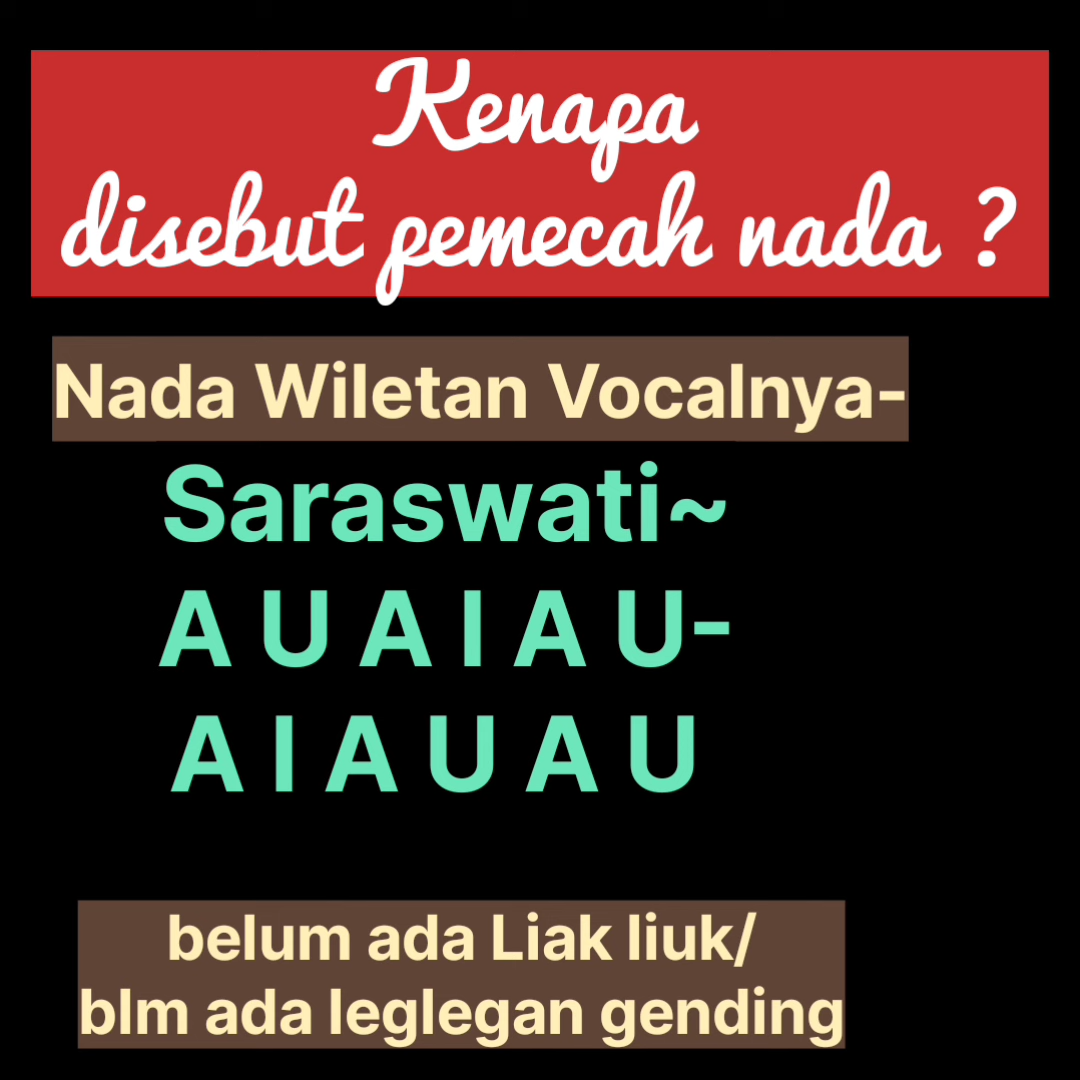 Kenapa
disebut pemecah nada ?
Nada Wiletan Vocalnya-
Saraswati~
A U A I A U-
A I A U A U
belum ada Liak liuk/
blm ada leglegan gending